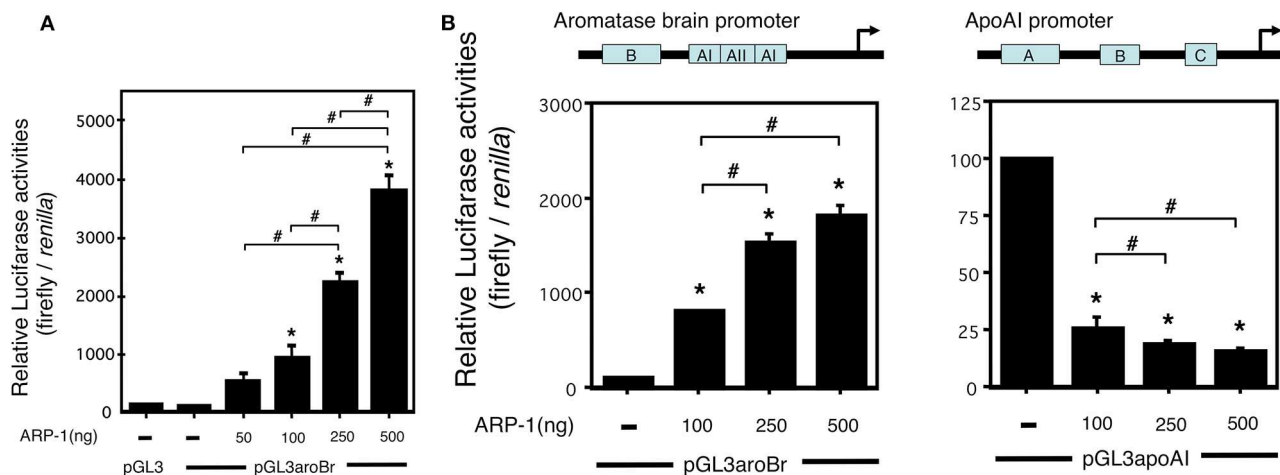 A
Relative Lucifarase activities
(firefly / renilla)
5000
4000
3000
2000
1000
0
# # #
# #
* * *
ARP-1(ng) – – 50 100 250 500
pGL3 pGL3aroBr
B
Aromatase brain promoter
B AI AII AI
Relative Lucifarase activities
(firefly / renilla)
3000
2000
1000
0
# #
* * *
ARP-1(ng) – 100 250 500
pGL3aroBr
ApoAI promoter
A B C
125
100
75
50
25
0
# #
* * *
– 100 250 500
pGL3apoAI